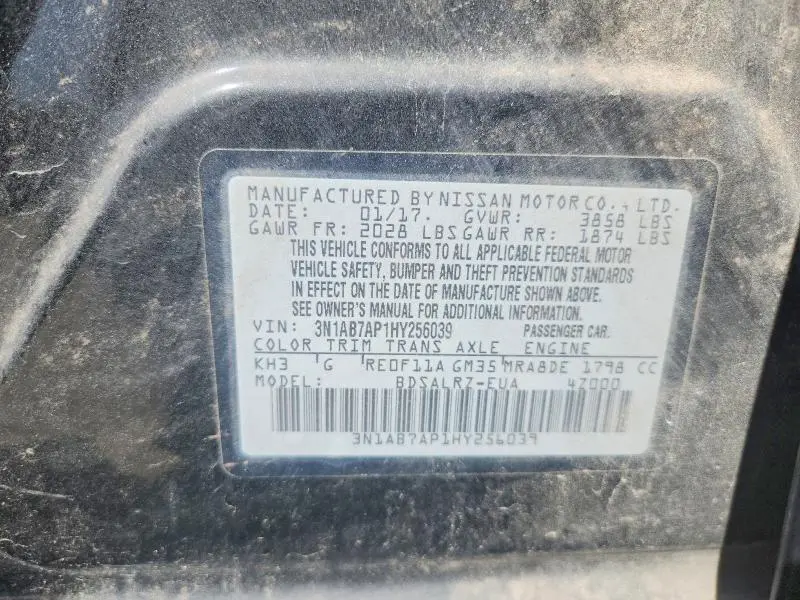 MANUFACTURED BY NISSAN MOTOR CO., LTD.
DATE: 01/17. GVWR: 3858 LBS
GAWR FR: 2028 LBS GAWR RR: 1874 LBS
THIS VEHICLE CONFORMS TO ALL APPLICABLE FEDERAL MOTOR
VEHICLE SAFETY, BUMPER AND THEFT PREVENTION STANDARDS
IN EFFECT ON THE DATE OF MANUFACTURE SHOWN ABOVE.
SEE OWNER'S MANUAL FOR ADDITIONAL INFORMATION.
VIN: 3N1AB7AP1HY256039 PASSENGER CAR.
COLOR TRIM TRANS AXLE ENGINE
KH3 G RE0F11A GM35 MRA8DE 1798 CC
MODEL: BDSALRZ-EUA 4Z000
3N1AB7AP1HY256039